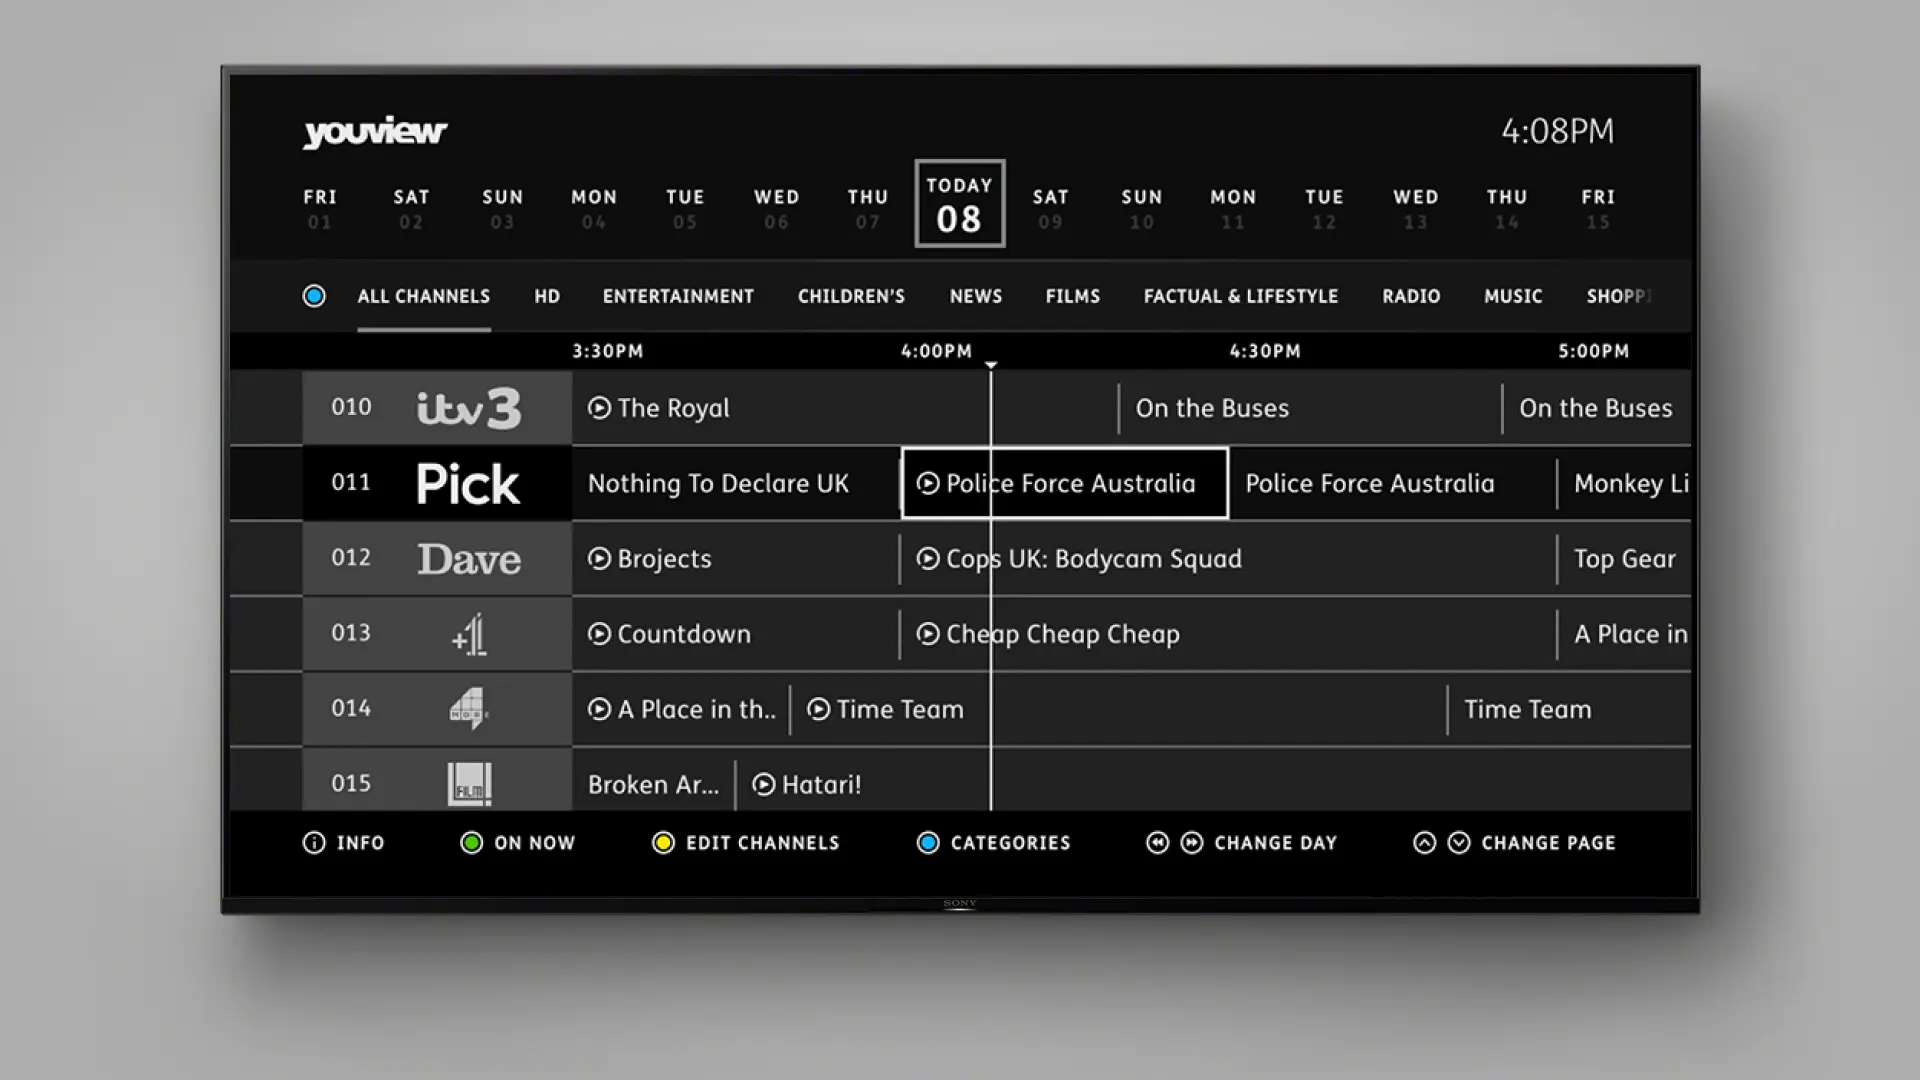 youview
4:08PM
FRI SAT SUN MON TUE WED THU TODAY SAT SUN MON TUE WED THU FRI
01 02 03 04 05 06 07 08 09 10 11 12 13 14 15
ALL CHANNELS HD ENTERTAINMENT CHILDREN'S NEWS FILMS FACTUAL & LIFESTYLE RADIO MUSIC SHOPPI
3:30PM 4:00PM 4:30PM 5:00PM
010 itv3 The Royal On the Buses On the Buses
011 Pick Nothing To Declare UK Police Force Australia Police Force Australia Monkey Li
012 Dave Brojects Cops UK: Bodycam Squad Top Gear
013 +1 Countdown Cheap Cheap Cheap A Place in
014 4 MORE A Place in th.. Time Team Time Team
015 FILM Broken Ar... Hatari!
INFO ON NOW EDIT CHANNELS CATEGORIES CHANGE DAY CHANGE PAGE
SONY